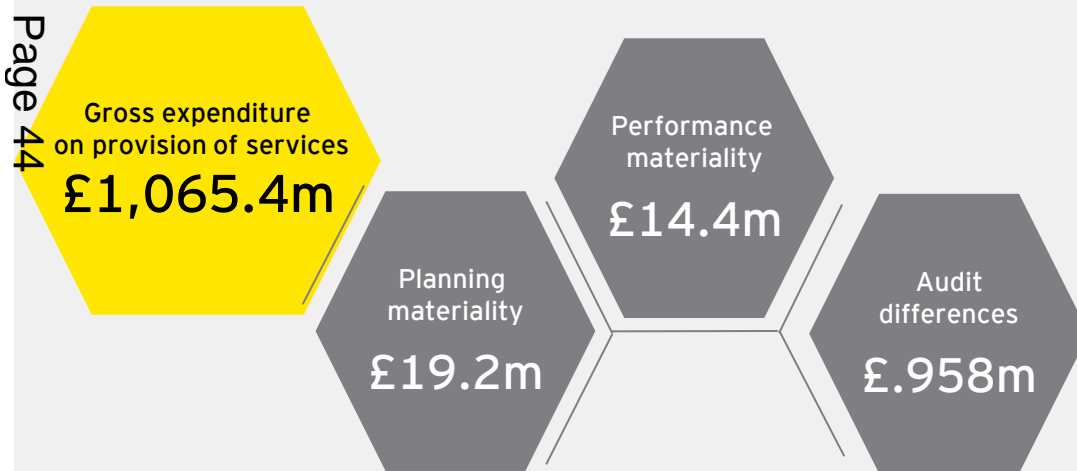 Page 44
Gross expenditure
on provision of services
£1,065.4m
Planning
materiality
£19.2m
Performance
materiality
£14.4m
Audit
differences
£.958m